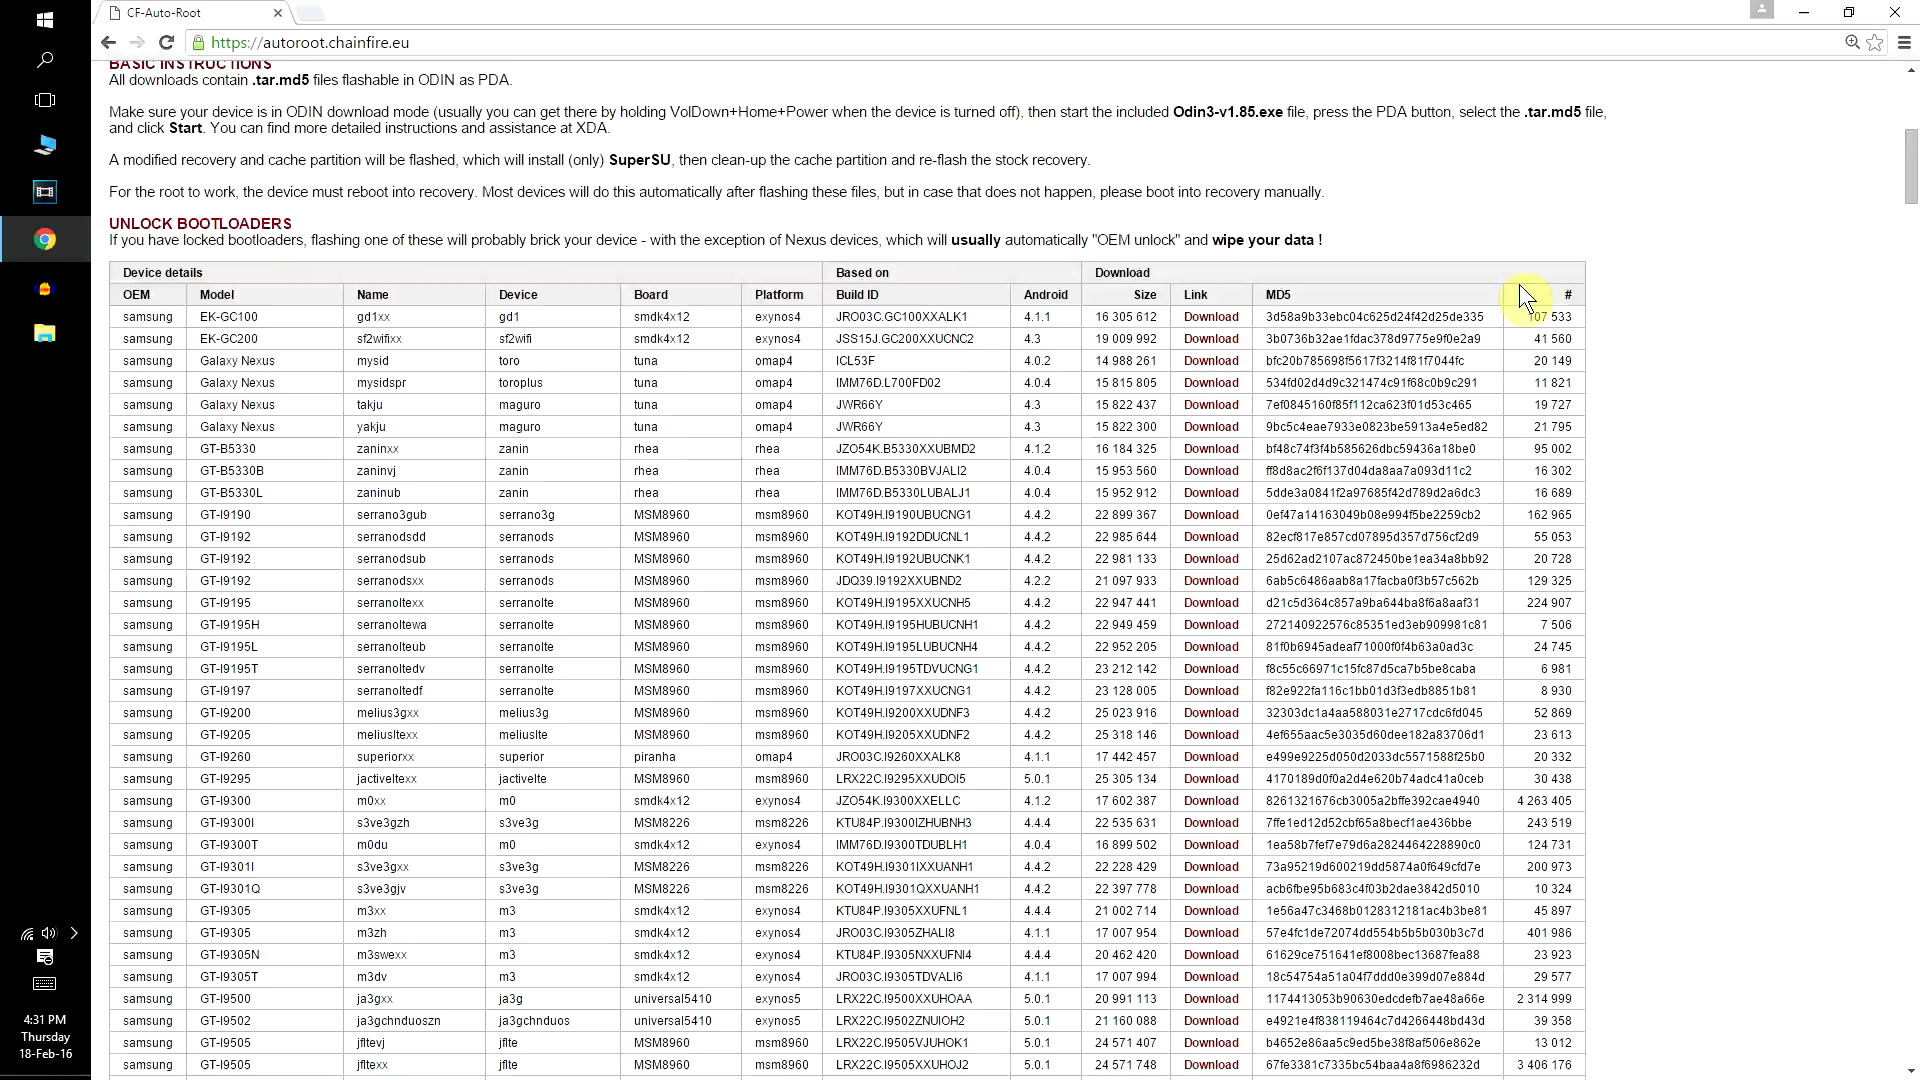 CF-Auto-Root
https://autoroot.chainfire.eu
BASIC INSTRUCTIONS
All downloads contain .tar.md5 files flashable in ODIN as PDA.
Make sure your device is in ODIN download mode (usually you can get there by holding VolDown+Home+Power when the device is turned off), then start the included Odin3-v1.85.exe file, press the PDA button, select the .tar.md5 file,
and click Start. You can find more detailed instructions and assistance at XDA.
A modified recovery and cache partition will be flashed, which will install (only) SuperSU, then clean-up the cache partition and re-flash the stock recovery.
For the root to work, the device must reboot into recovery. Most devices will do this automatically after flashing these files, but in case that does not happen, please boot into recovery manually.
UNLOCK BOOTLOADERS
If you have locked bootloaders, flashing one of these will probably brick your device - with the exception of Nexus devices, which will usually automatically "OEM unlock" and wipe your data !
Device details Based on Download
OEM Model Name Device Board Platform Build ID Android Size Link MD5 #
samsung EK-GC100 gd1xx gd1 smdk4x12 exynos4 JRO03C.GC100XXALK1 4.1.1 16 305 612 Download 3d58a9b33ebc04c625d24f42d25de335 107 533
samsung EK-GC200 sf2wifixx sf2wifi smdk4x12 exynos4 JSS15J.GC200XXUCNC2 4.3 19 009 992 Download 3b0736b32ae1fdac378d9775e9f0e2a9 41 560
samsung Galaxy Nexus mysid toro tuna omap4 ICL53F 4.0.2 14 988 261 Download bfc20b785698f5617f3214f81f7044fc 20 149
samsung Galaxy Nexus mysidspr toroplus tuna omap4 IMM76D.L700FD02 4.0.4 15 815 805 Download 534fd02d4d9c321474c91f68c0b9c291 11 821
samsung Galaxy Nexus takju maguro tuna omap4 JWR66Y 4.3 15 822 437 Download 7ef0845160f85f112ca623f01d53c465 19 727
samsung Galaxy Nexus yakju maguro tuna omap4 JWR66Y 4.3 15 822 300 Download 9bc5c4eae7933e0823be5913a4e5ed82 21 795
samsung GT-B5330 zaninxx zanin rhea rhea JZO54K.B5330XXUBMD2 4.1.2 16 184 325 Download bf48c74f3f4b585626dbc59436a18be0 95 002
samsung GT-B5330B zaninvj zanin rhea rhea IMM76D.B5330BVJALI2 4.0.4 15 953 560 Download ff8d8ac2f6f137d04da8aa7a093d11c2 16 302
samsung GT-B5330L zaninub zanin rhea rhea IMM76D.B5330LUBALJ1 4.0.4 15 952 912 Download 5dde3a0841f2a97685f42d789d2a6dc3 16 689
samsung GT-I9190 serrano3gub serrano3g MSM8960 msm8960 KOT49H.I9190UBUCNG1 4.4.2 22 899 367 Download 0ef47a14163049b08e994f5be2259cb2 162 965
samsung GT-I9192 serranodsdd serranods MSM8960 msm8960 KOT49H.I9192DDUCNL1 4.4.2 22 985 644 Download 82ecf817e857cd07895d357d756cf2d9 55 053
samsung GT-I9192 serranodsub serranods MSM8960 msm8960 KOT49H.I9192UBUCNK1 4.4.2 22 981 133 Download 25d62ad2107ac872450be1ea34a8bb92 20 728
samsung GT-I9192 serranodsxx serranods MSM8960 msm8960 JDQ39.I9192XXUBND2 4.2.2 21 097 933 Download 6ab5c6486aab8a17facba0f3b57c562b 129 325
samsung GT-I9195 serranoltexx serranolte MSM8960 msm8960 KOT49H.I9195XXUCNH5 4.4.2 22 947 441 Download d21c5d364c857a9ba644ba8f6a8aaf31 224 907
samsung GT-I9195H serranoltewa serranolte MSM8960 msm8960 KOT49H.I9195HUBUCNH1 4.4.2 22 949 459 Download 272140922576c85351ed3eb909981c81 7 506
samsung GT-I9195L serranolteub serranolte MSM8960 msm8960 KOT49H.I9195LUBUCNH4 4.4.2 22 952 205 Download 81f0b6945adeaf71000f0f4b63a0ad3c 24 745
samsung GT-I9195T serranoltedv serranolte MSM8960 msm8960 KOT49H.I9195TDVUCNG1 4.4.2 23 212 142 Download f8c55c66971c15fc87d5ca7b5be8caba 6 981
samsung GT-I9197 serranoltedf serranolte MSM8960 msm8960 KOT49H.I9197XXUCNG1 4.4.2 23 128 005 Download f82e922fa116c1bb01d3f3edb8851b81 8 930
samsung GT-I9200 melius3gxx melius3g MSM8960 msm8960 KOT49H.I9200XXUDNF3 4.4.2 25 023 916 Download 32303dc1a4aa588031e2717cdc6fd045 52 869
samsung GT-I9205 meliusltexx meliuslte MSM8960 msm8960 KOT49H.I9205XXUDNF2 4.4.2 25 318 146 Download 4ef655aac5e3035d60dee182a83706d1 23 613
samsung GT-I9260 superiorxx superior piranha omap4 JRO03C.I9260XXALK8 4.1.1 17 442 457 Download e499e9225d050d2033dc5571588f25b0 20 332
samsung GT-I9295 jactiveltexx jactivelte MSM8960 msm8960 LRX22C.I9295XXUDOI5 5.0.1 25 305 134 Download 4170189d0f0a2d4e620b74adc41a0ceb 30 438
samsung GT-I9300 m0xx m0 smdk4x12 exynos4 JZO54K.I9300XXELLC 4.1.2 17 602 387 Download 8261321676cb3005a2bffe392cae4940 4 263 405
samsung GT-I9300I s3ve3gzh s3ve3g MSM8226 msm8226 KTU84P.I9300IZHUBNH3 4.4.4 22 535 631 Download 7ffe1ed12d52cbf65a8becf1ae436bbe 243 519
samsung GT-I9300T m0du m0 smdk4x12 exynos4 IMM76D.I9300TDUBLH1 4.0.4 16 899 502 Download 1ea58b7fef7e79d6a2824464228890c0 124 731
samsung GT-I9301I s3ve3gxx s3ve3g MSM8226 msm8226 KOT49H.I9301IXXUANH1 4.4.2 22 228 429 Download 73a95219d600219dd5874a0f649cfd7e 200 973
samsung GT-I9301Q s3ve3gjv s3ve3g MSM8226 msm8226 KOT49H.I9301QXXUANH1 4.4.2 22 397 778 Download acb6fbe95b683c4f03b2dae3842d5010 10 324
samsung GT-I9305 m3xx m3 smdk4x12 exynos4 KTU84P.I9305XXUFNL1 4.4.4 21 002 714 Download 1e56a47c3468b0128312181ac4b3be81 45 897
samsung GT-I9305 m3zh m3 smdk4x12 exynos4 JRO03C.I9305ZHALI8 4.1.1 17 007 954 Download 57e4fc1de72074dd554b5b5b030b3c7d 401 986
samsung GT-I9305N m3swexx m3 smdk4x12 exynos4 KTU84P.I9305NXXUFNI4 4.4.4 20 462 420 Download 61629ce751641ef8008bec13687fea88 23 923
samsung GT-I9305T m3dv m3 smdk4x12 exynos4 JRO03C.I9305TDVALI6 4.1.1 17 007 994 Download 18c54754a51a04f7ddd0e399d07e884d 29 577
samsung GT-I9500 ja3gxx ja3g universal5410 exynos5 LRX22C.I9500XXUHOAA 5.0.1 20 991 113 Download 1174413053b90630edcdefb7ae48a66e 2 314 999
samsung GT-I9502 ja3gchnduoszn ja3gchnduos universal5410 exynos5 LRX22C.I9502ZNUIOH2 5.0.1 21 160 088 Download e4921e4f838119464c7d4266448bd43d 39 358
samsung GT-I9505 jfltevj jflte MSM8960 msm8960 LRX22C.I9505VJUHOK1 5.0.1 24 571 407 Download b4652e86aa5c9ed5be38f8af506e862e 13 012
samsung GT-I9505 jfltexx jflte MSM8960 msm8960 LRX22C.I9505XXUHOJ2 5.0.1 24 571 748 Download 67fe3381c7335bc54baa4a8f6986232d 3 406 176
4:31 PM
Thursday
18-Feb-16